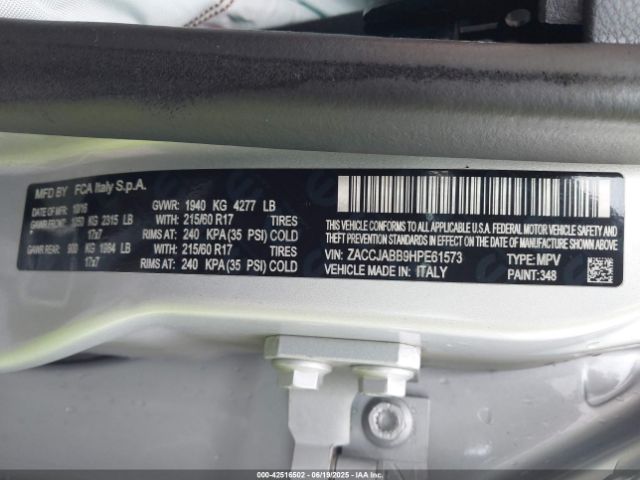 MFD BY FCA Italy S.p.A.
DATE OF MFR: 10/16 GVWR: 1940 KG 4277 LB
GAWR FRONT: 1050 KG 2315 LB WITH: 215/60 R17 TIRES
17x7 RIMS AT: 240 KPA(35 PSI) COLD
GAWR REAR: 900 KG 1984 LB WITH: 215/60 R17 TIRES
17x7 RIMS AT: 240 KPA(35 PSI) COLD
THIS VEHICLE CONFORMS TO ALL APPLICABLE U.S.A. FEDERAL MOTOR VEHICLE SAFETY,
BUMPER, AND THEFT PREVENTION STANDARDS IN EFFECT ON THE DATE OF MANUFACTURE SHOWN ABOVE.
VIN: ZACCJABB9HPE61573 TYPE: MPV
VEHICLE MADE IN: ITALY PAINT: 348
000-42516502 - 06/19/2025 - IAAI.com